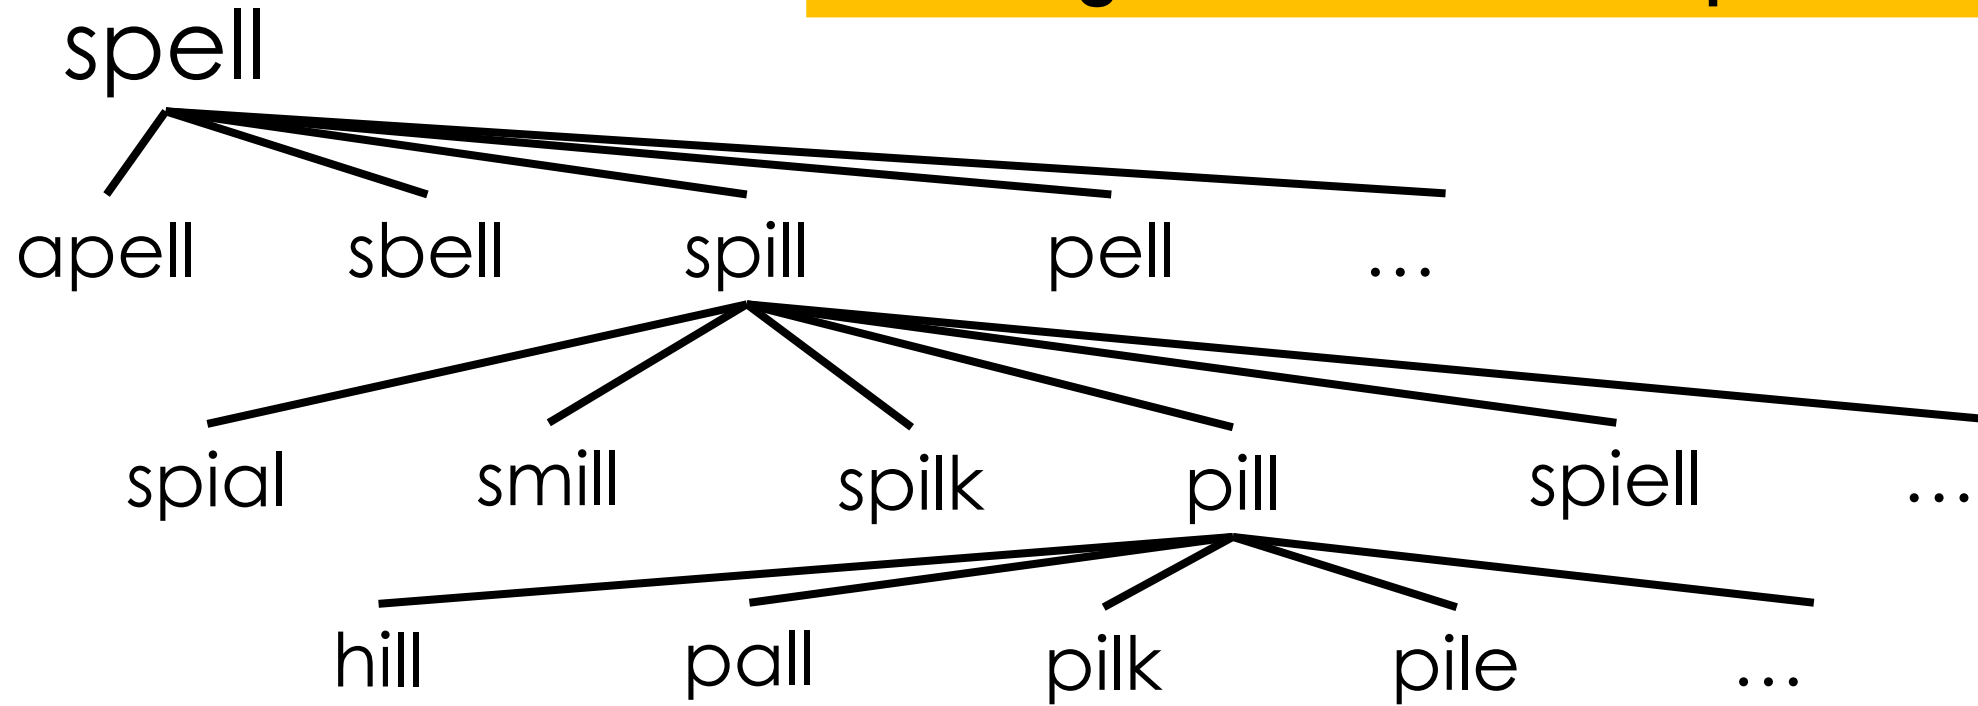 spell
apell sbell spill pell ...
spial smill spilk pill spiell ...
hill pall pilk pile ...